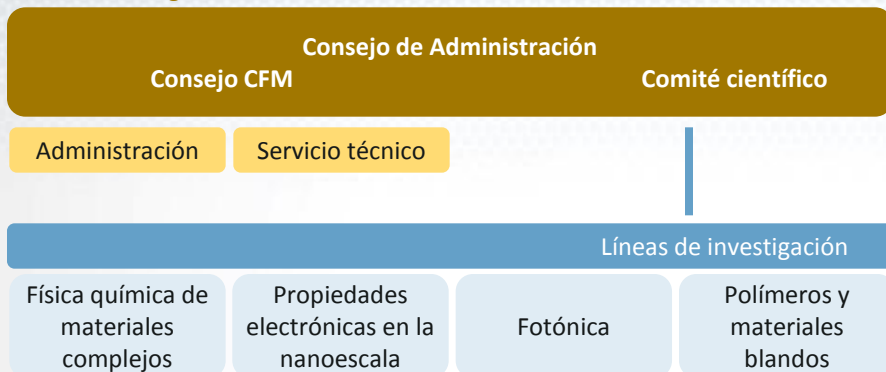 Consejo de Administración
Consejo CFM Comité científico
Administración
Servicio técnico
Líneas de investigación
Física química de
materiales
complejos
Propiedades
electrónicas en la
nanoescala
Fotónica
Polímeros y
materiales
blandos